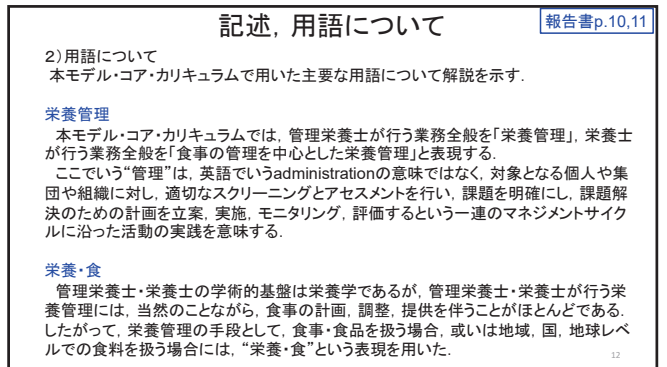 記述，用語について
報告書p.10,11
２）用語について
本モデル・コア・カリキュラムで用いた主要な用語について解説を示す．
栄養管理
本モデル・コア・カリキュラムでは，管理栄養士が行う業務全般を「栄養管理」，栄養士
が行う業務全般を「食事の管理を中心とした栄養管理」と表現する．
ここでいう“管理”は，英語でいうadministrationの意味ではなく，対象となる個人や集
団や組織に対し，適切なスクリーニングとアセスメントを行い，課題を明確にし，課題解
決のための計画を立案，実施，モニタリング，評価するという一連のマネジメントサイク
ルに沿った活動の実践を意味する．
栄養・食
管理栄養士・栄養士の学術的基盤は栄養学であるが，管理栄養士・栄養士が行う栄
養管理には，当然のことながら，食事の計画，調整，提供を伴うことがほとんどである．
したがって，栄養管理の手段として，食事・食品を扱う場合，或いは地域，国，地球レベ
ルでの食料を扱う場合には，“栄養・食”という表現を用いた．
12